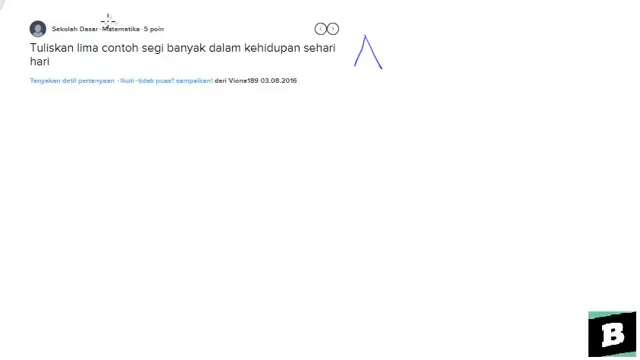 Sekolah Dasar · Matematika · 5 poin
Tuliskan lima contoh segi banyak dalam kehidupan sehari
hari
Tanyakan detil pertanyaan · Ikuti · tidak puas? sampaikan! dari Viona189 03.08.2016
B